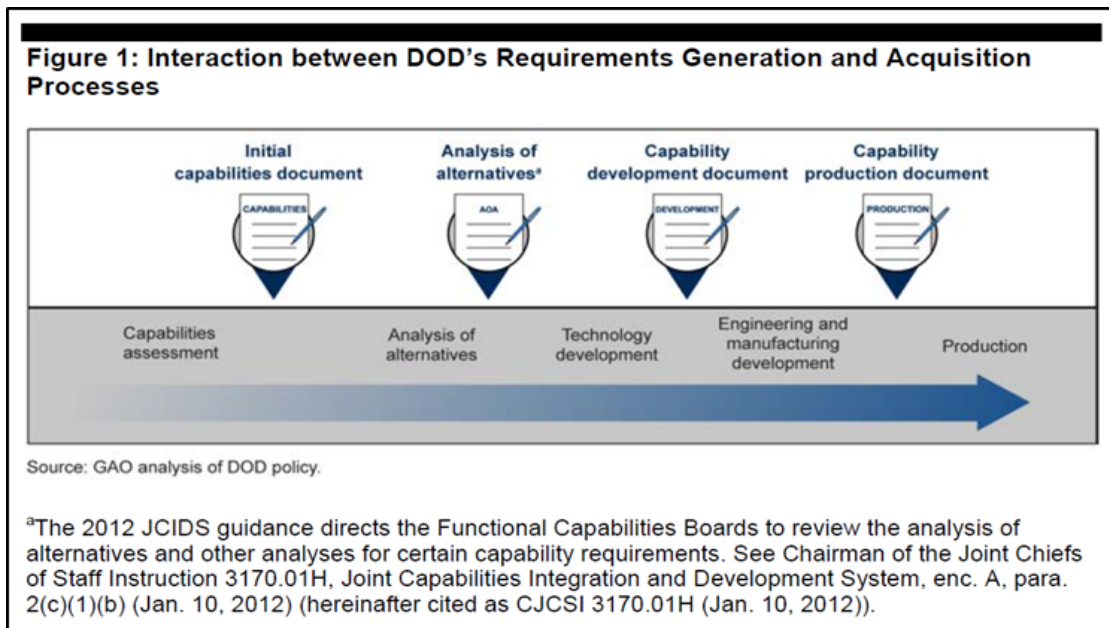 Figure 1: Interaction between DOD's Requirements Generation and Acquisition
Processes
Initial
capabilities document
Analysis of
alternativesᵃ
Capability
development document
Capability
production document
CAPABILITIES
AOA
DEVELOPMENT
PRODUCTION
Capabilities
assessment
Analysis of
alternatives
Technology
development
Engineering and
manufacturing
development
Production
Source: GAO analysis of DOD policy.
ᵃThe 2012 JCIDS guidance directs the Functional Capabilities Boards to review the analysis of
alternatives and other analyses for certain capability requirements. See Chairman of the Joint Chiefs
of Staff Instruction 3170.01H, Joint Capabilities Integration and Development System, enc. A, para.
2(c)(1)(b) (Jan. 10, 2012) (hereinafter cited as CJCSI 3170.01H (Jan. 10, 2012)).